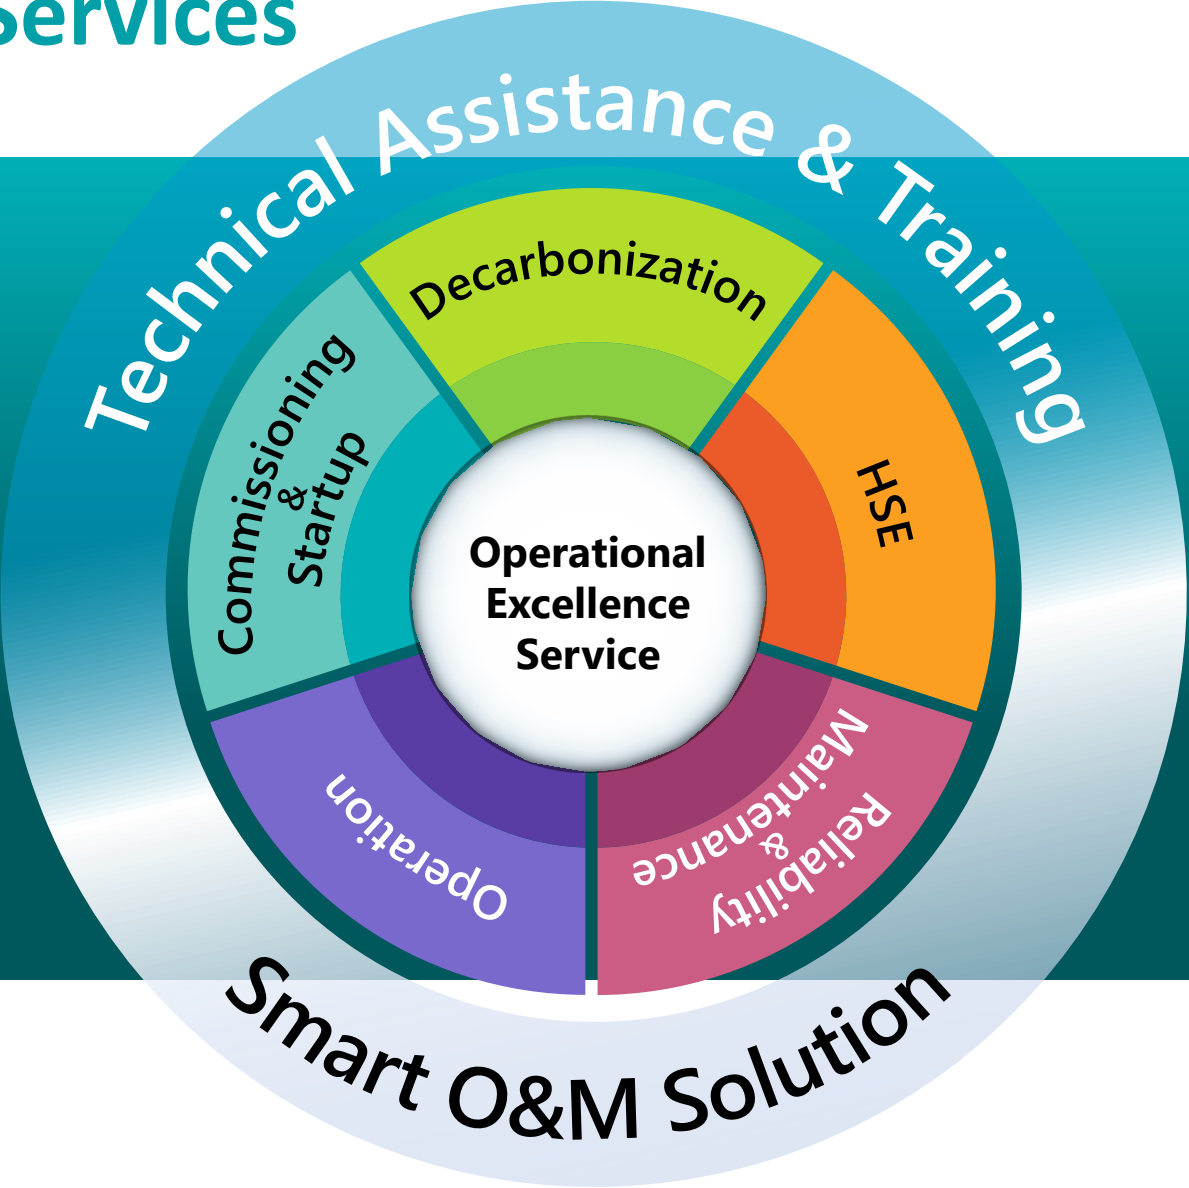 Services
Technical Assistance & Training
Decarbonization
HSE
Reliability
&
Maintenance
Operation
Commissioning
&
Startup
Operational
Excellence
Service
Smart O&M Solution